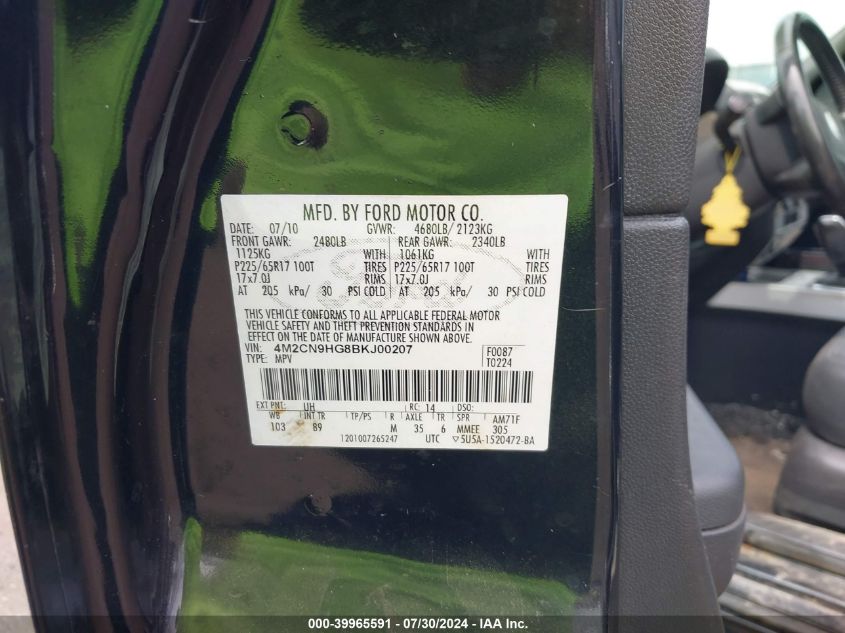 MFD. BY FORD MOTOR CO.
DATE: 07/10 GVWR: 4680LB/ 2123KG
FRONT GAWR: 2480LB REAR GAWR: 2340LB
1125KG WITH 1061KG WITH
P225/65R17 100T TIRES P225/65R17 100T TIRES
17x7.0J RIMS 17x7.0J RIMS
AT 205 kPa/ 30 PSI COLD AT 205 kPa/ 30 PSI COLD
THIS VEHICLE CONFORMS TO ALL APPLICABLE FEDERAL MOTOR
VEHICLE SAFETY AND THEFT PREVENTION STANDARDS IN
EFFECT ON THE DATE OF MANUFACTURE SHOWN ABOVE.
VIN: 4M2CN9HG8BKJ00207 F0087
TYPE: MPV T0224
EXT PNT: UH RC: 14 DSO:
WB INT TR TP/PS R AXLE TR SPR AM71F
103 89 M 35 6 MMEE 305
1201007265247 UTC 5U5A-1520472-BA
000-39965591 / 07/30/2024 - IAA Inc.